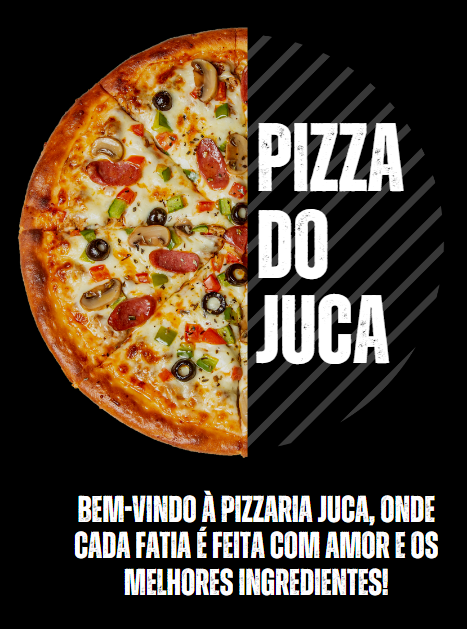 PIZZA
DO
JUCA
BEM-VINDO À PIZZARIA JUCA, ONDE
CADA FATIA É FEITA COM AMOR E OS
MELHORES INGREDIENTES!